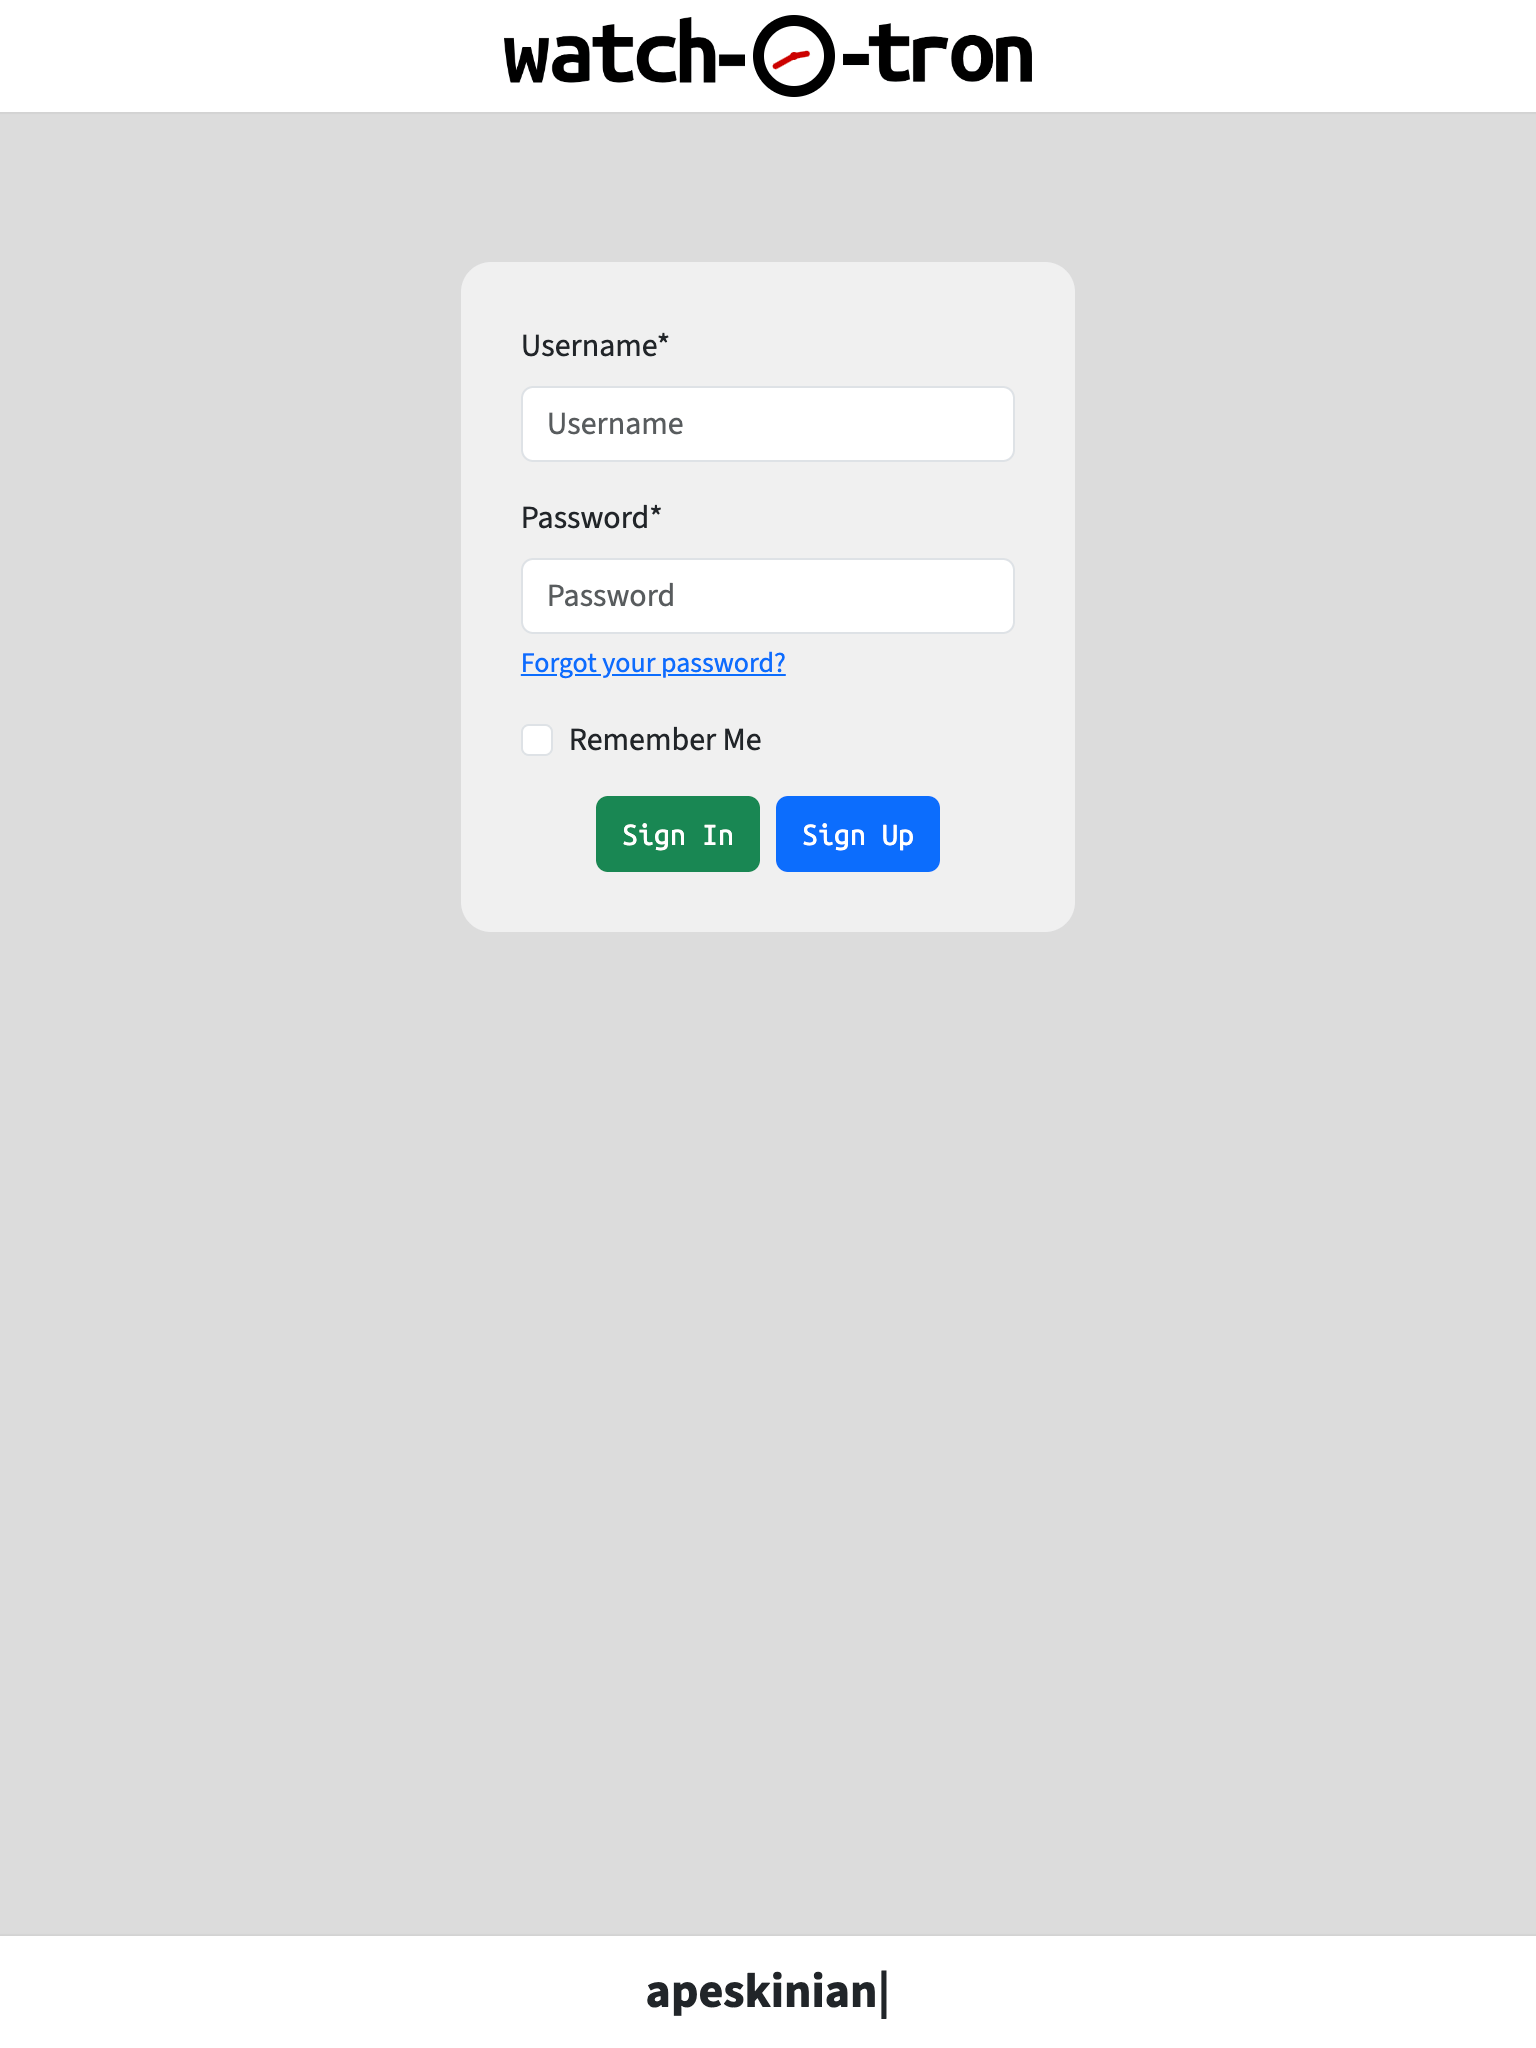 watch-O-tron
Username*
Username
Password*
Password
Forgot your password?
Remember Me
Sign In
Sign Up
apeskinian|